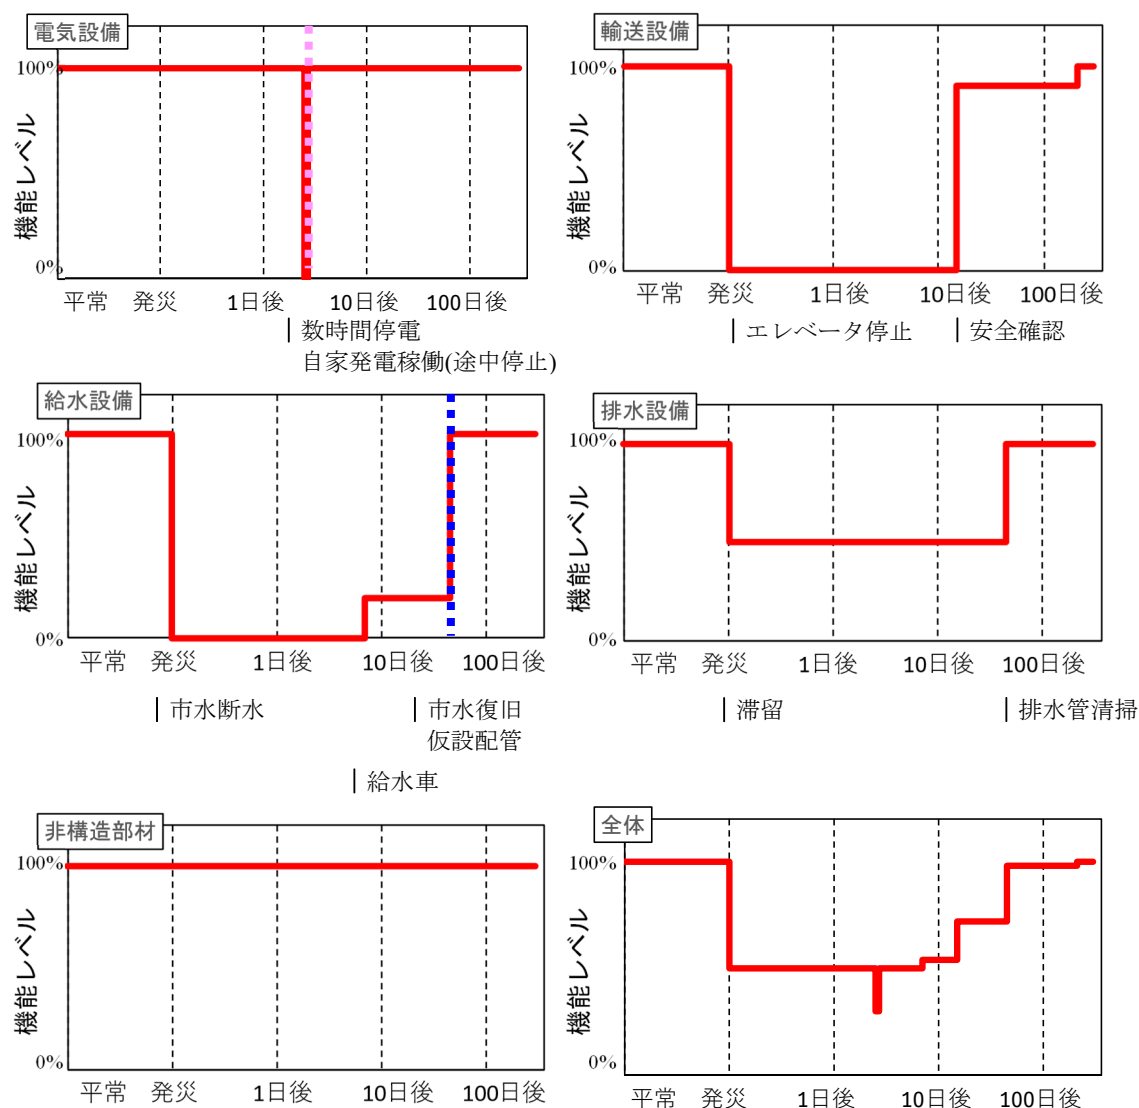 電気設備
100%
機能レベル
0%
平常 発災 1日後 10日後 100日後
数時間停電
自家発電稼働(途中停止)
輸送設備
100%
機能レベル
0%
平常 発災 1日後 10日後 100日後
エレベータ停止 安全確認
給水設備
100%
機能レベル
0%
平常 発災 1日後 10日後 100日後
市水断水 市水復旧
仮設配管
給水車
排水設備
100%
機能レベル
0%
平常 発災 1日後 10日後 100日後
滞留 排水管清掃
非構造部材
100%
機能レベル
0%
平常 発災 1日後 10日後 100日後
全体
100%
機能レベル
0%
平常 発災 1日後 10日後 100日後